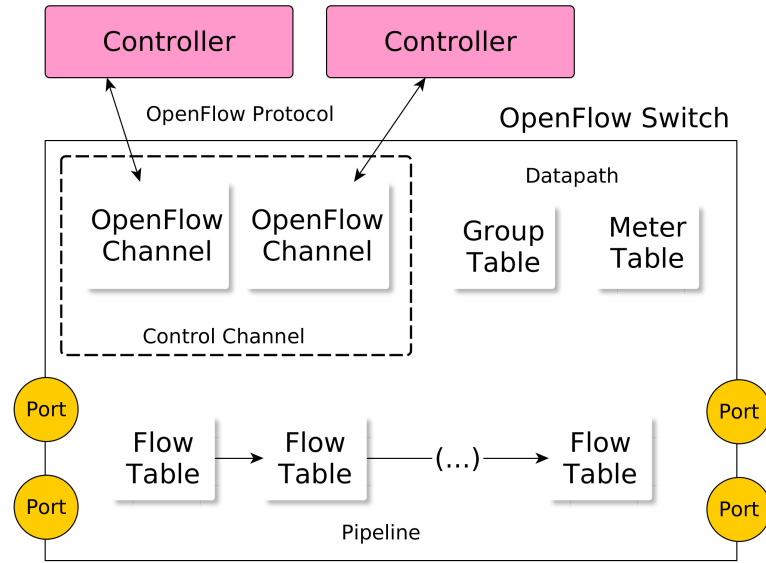 Controller
Controller
OpenFlow Protocol
OpenFlow Switch
Datapath
OpenFlow
Channel
OpenFlow
Channel
Group
Table
Meter
Table
Control Channel
Port
Port
Flow
Table
Flow
Table
(...)
Flow
Table
Port
Port
Pipeline